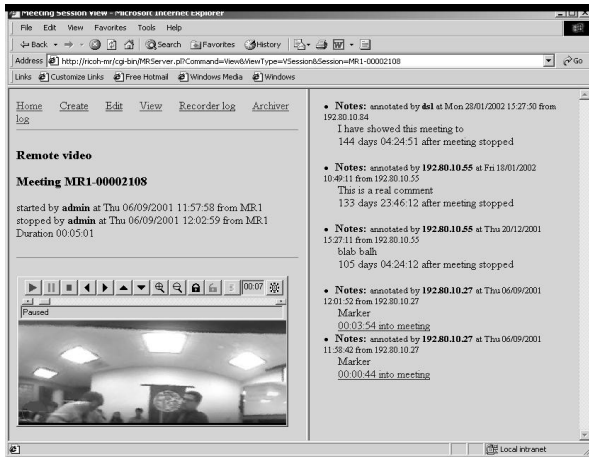 Meeting Session View - Microsoft Internet Explorer
File Edit View Favorites Tools Help
Back Search Favorites History
Address http://ricoh-mr/cgi-bin/MRServer.pl?Command=View&ViewType=VSession&Session=MR1-00002108 Go
Links Customize Links Free Hotmail Windows Media Windows
Home Create Edit View Recorder log Archiver
log
Remote video
Meeting MR1-00002108
started by admin at Thu 06/09/2001 11:57:58 from MR1
stopped by admin at Thu 06/09/2001 12:02:59 from MR1
Duration 00:05:01
00:07
Paused
• Notes: annotated by dsl at Mon 28/01/2002 15:27:50 from
192.80.10.84
I have showed this meeting to
144 days 04:24:51 after meeting stopped
• Notes: annotated by 192.80.10.55 at Fri 18/01/2002
10:49:11 from 192.80.10.55
This is a real comment
133 days 23:46:12 after meeting stopped
• Notes: annotated by 192.80.10.55 at Thu 20/12/2001
15:27:11 from 192.80.10.55
blab balh
105 days 04:24:12 after meeting stopped
• Notes: annotated by 192.80.10.27 at Thu 06/09/2001
12:01:52 from 192.80.10.27
Marker
00:03:54 into meeting
• Notes: annotated by 192.80.10.27 at Thu 06/09/2001
11:58:42 from 192.80.10.27
Marker
00:00:44 into meeting
Local intranet